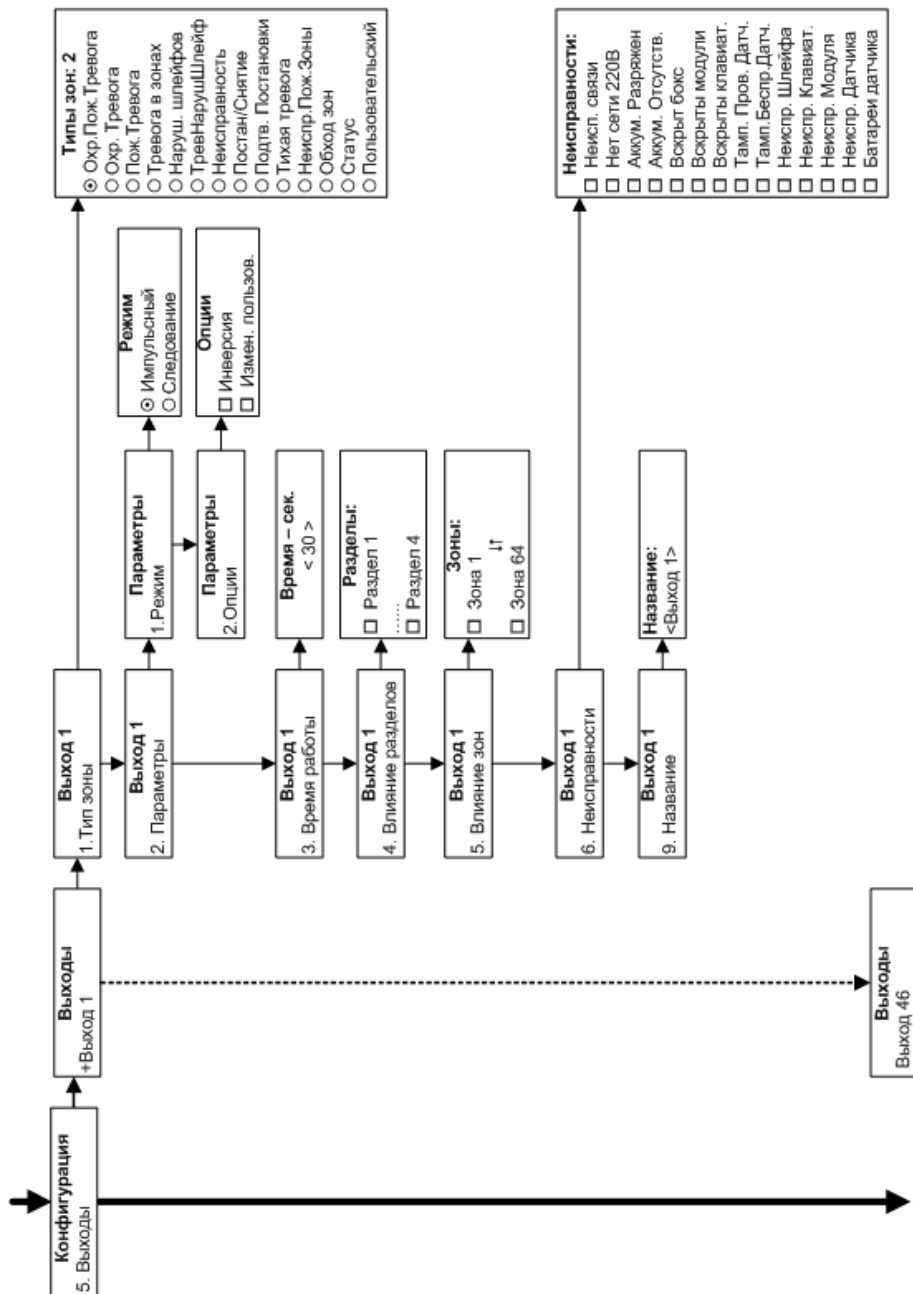 Конфигурация
5. Выходы
Выходы
+Выход 1
Выходы
Выход 46
Выход 1
1.Тип зоны
Типы зон: 2
Охр.Пож.Тревога
Охр. Тревога
Пож.Тревога
Тревога в зонах
Наруш. шлейфов
ТревНарушШлейф
Неисправность
Постан/Снятие
Подтв. Постановки
Тихая тревога
Неиспр.Пож.Зоны
Обход зон
Статус
Пользовательский
Выход 1
2. Параметры
Параметры
1.Режим
Режим
Импульсный
Следование
Параметры
2.Опции
Опции
Инверсия
Измен. пользов.
Выход 1
3. Время работы
Время – сек.
< 30 >
Выход 1
4. Влияние разделов
Разделы:
Раздел 1
......
Раздел 4
Выход 1
5. Влияние зон
Зоны:
Зона 1
↓↑
Зона 64
Выход 1
6. Неисправности
Неисправности:
Неисп. связи
Нет сети 220В
Аккум. Разряжен
Аккум. Отсутств.
Вскрыт бокс
Вскрыты модули
Вскрыты клавиат.
Тамп. Пров. Датч.
Тамп.Беспр.Датч.
Неиспр. Шлейфа
Неиспр. Клавиат.
Неиспр. Модуля
Неиспр. Датчика
Батареи датчика
Выход 1
9. Название
Название:
<Выход 1>